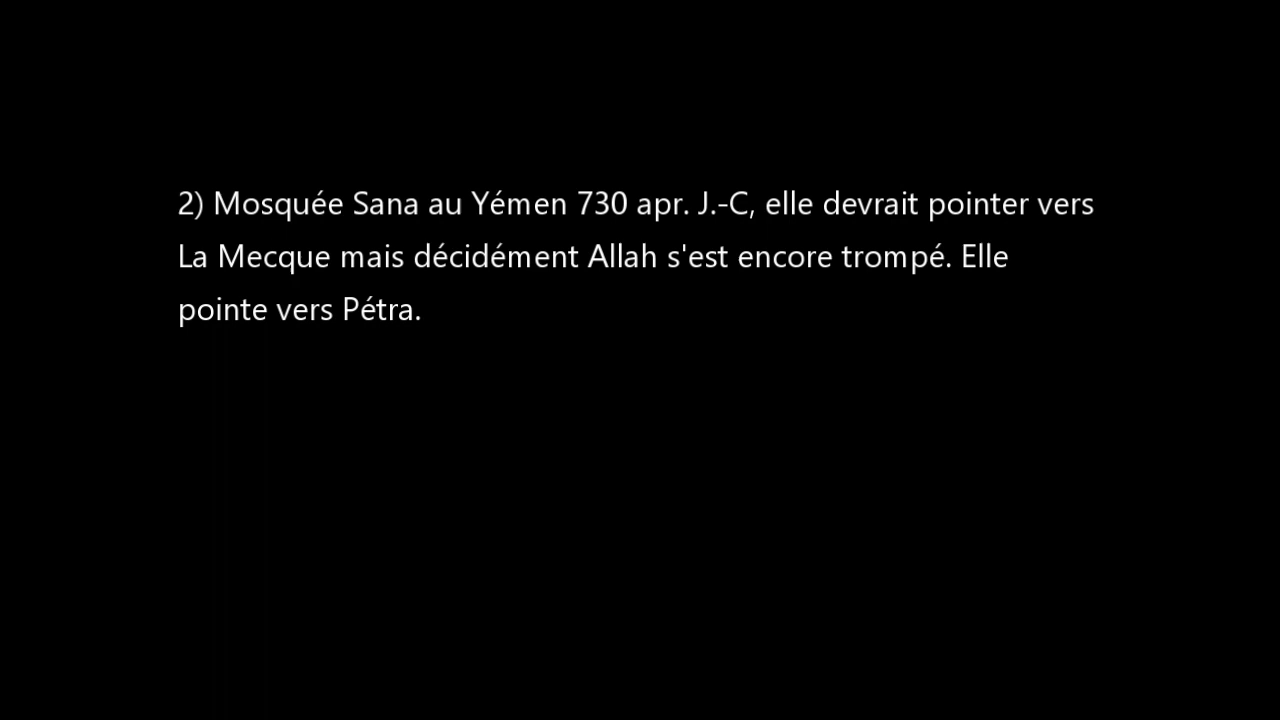 2) Mosquée Sana au Yémen 730 apr. J.-C, elle devrait pointer vers
La Mecque mais décidément Allah s'est encore trompé. Elle
pointe vers Pétra.